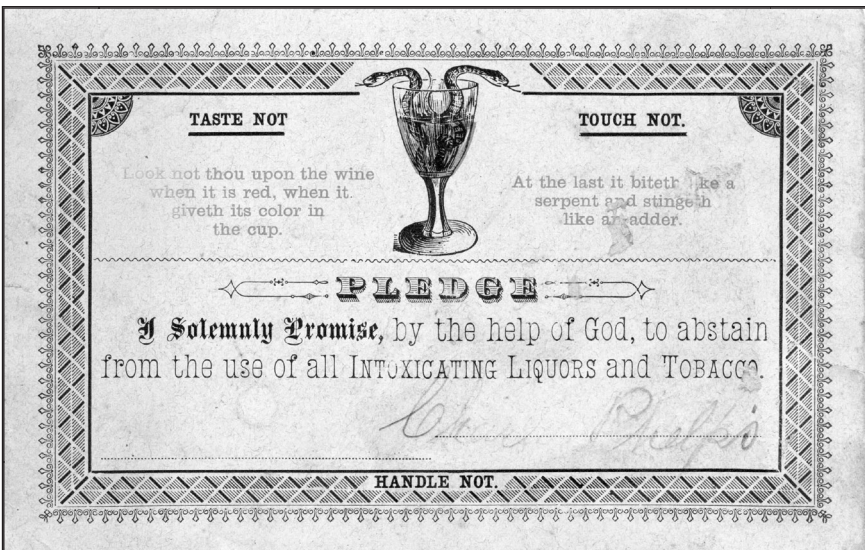 TASTE NOT
TOUCH NOT.
Look not thou upon the wine
when it is red, when it
giveth its color in
the cup.
At the last it biteth like a
serpent and stingeth
like an adder.
PLEDGE
I Solemnly Promise, by the help of God, to abstain
from the use of all INTOXICATING LIQUORS and TOBACCO.
Phelps
HANDLE NOT.